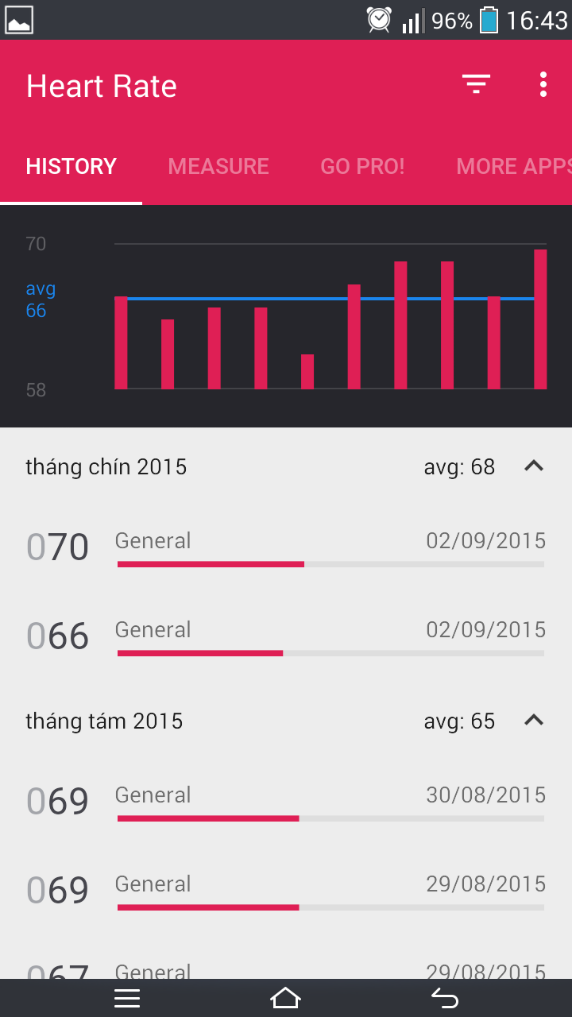 96% 16:43
Heart Rate
HISTORY MEASURE GO PRO! MORE APPS
70
avg
66
58
tháng chín 2015 avg: 68
070 General 02/09/2015
066 General 02/09/2015
tháng tám 2015 avg: 65
069 General 30/08/2015
069 General 29/08/2015
067 General 29/08/2015